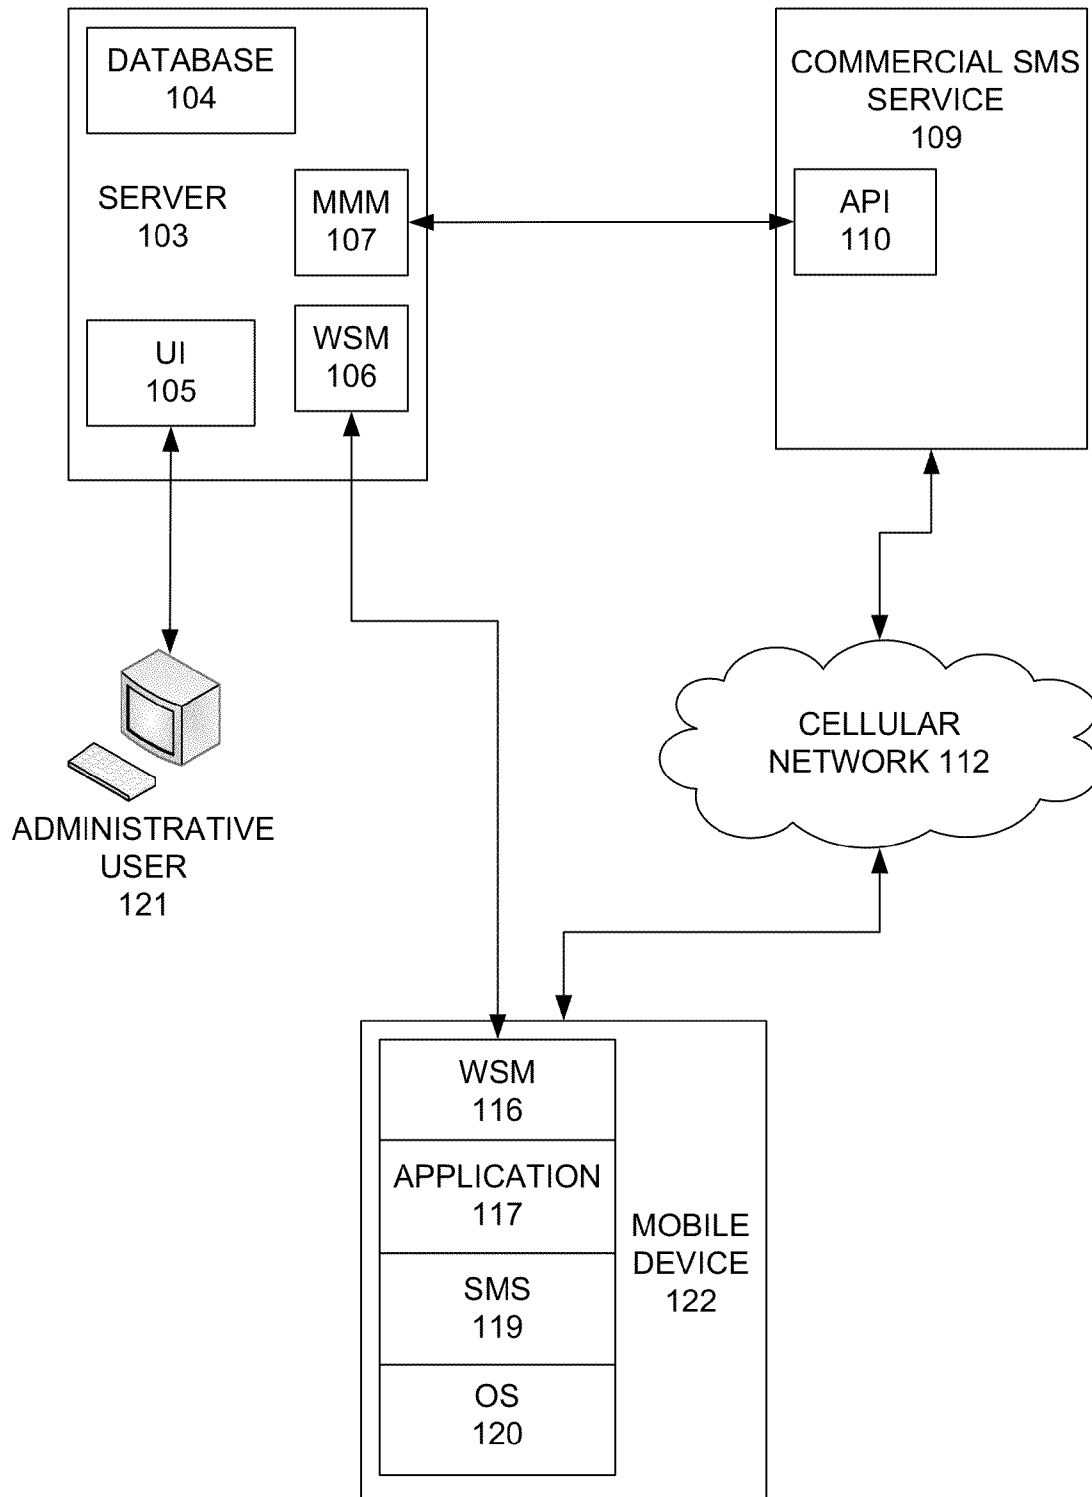 DATABASE
104
SERVER
103
MMM
107
UI
105
WSM
106
COMMERCIAL SMS
SERVICE
109
API
110
ADMINISTRATIVE
USER
121
CELLULAR
NETWORK 112
WSM
116
APPLICATION
117
SMS
119
OS
120
MOBILE
DEVICE
122